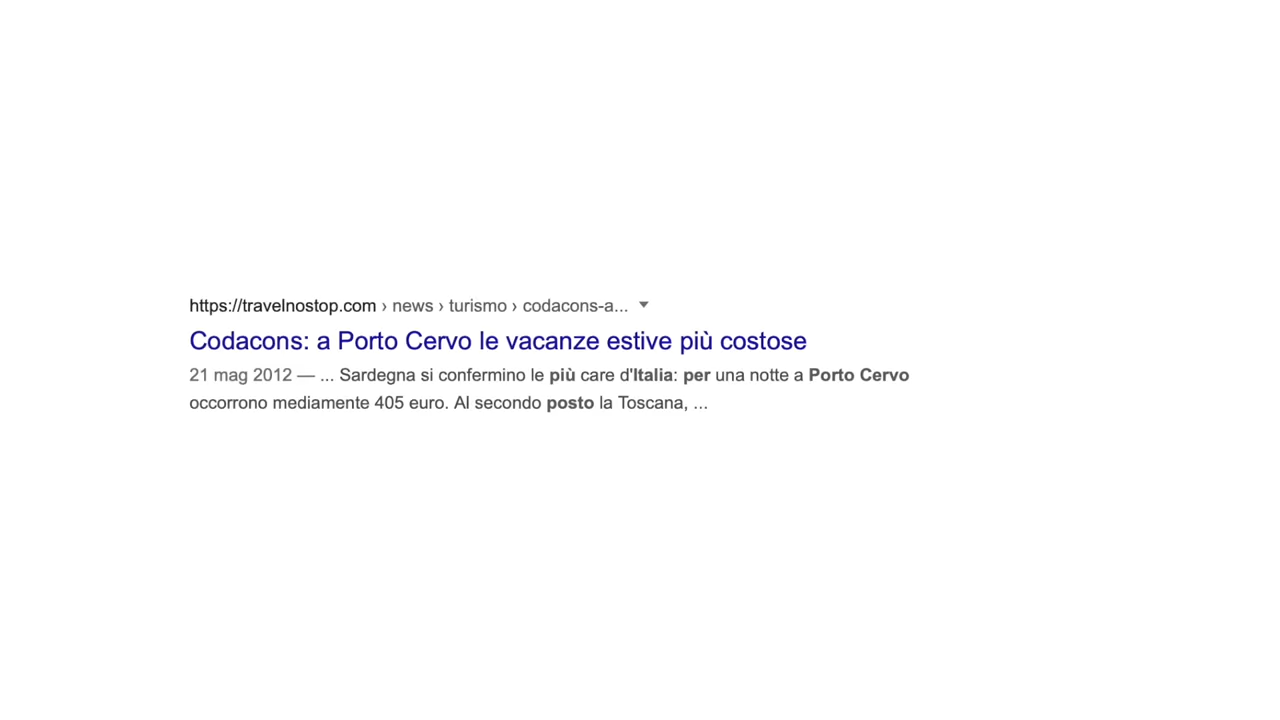 https://travelnostop.com › news › turismo › codacons-a...
Codacons: a Porto Cervo le vacanze estive più costose
21 mag 2012 — ... Sardegna si confermino le più care d'Italia: per una notte a Porto Cervo
occorrono mediamente 405 euro. Al secondo posto la Toscana, ...